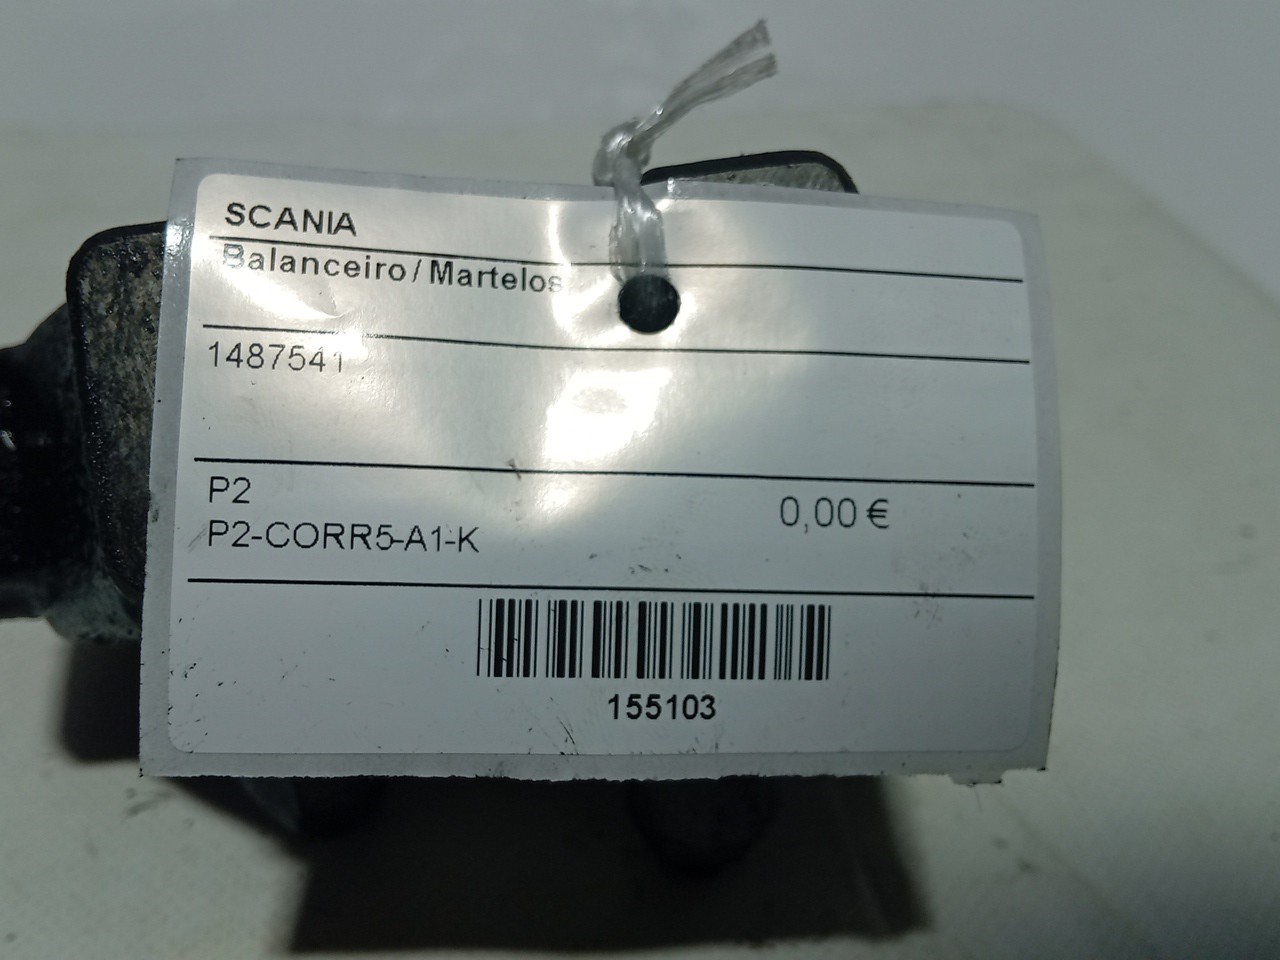 SCANIA
Balanceiro/Martelos
1487541
P2
P2-CORR5-A1-K
0,00 €
155103